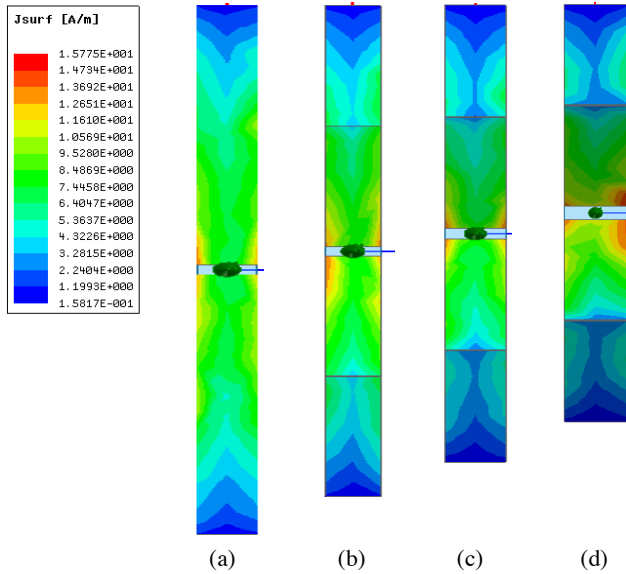 Jsurf [A/m]
1.5775E+001
1.4734E+001
1.3692E+001
1.2651E+001
1.1610E+001
1.0569E+001
9.5280E+000
8.4869E+000
7.4458E+000
6.4047E+000
5.3637E+000
4.3226E+000
3.2815E+000
2.2404E+000
1.1993E+000
1.5817E-001
(a)
(b)
(c)
(d)